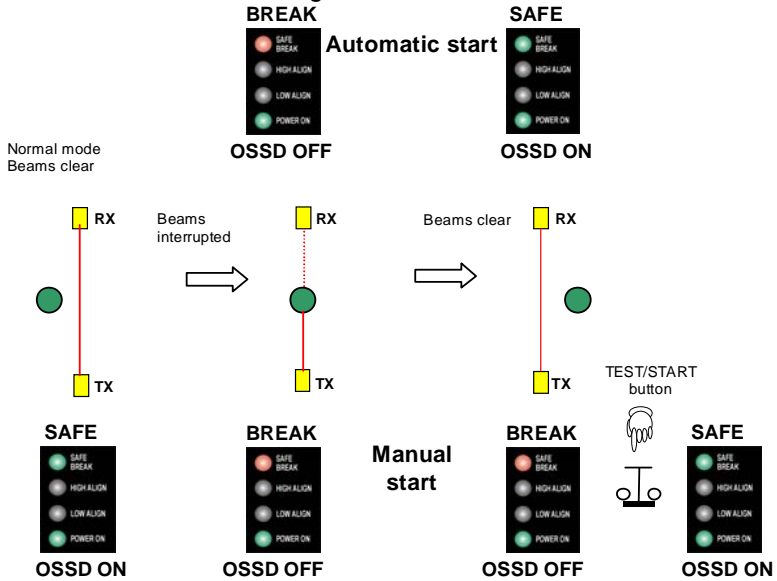 BREAK
SAFE
SAFE
BREAK
HIGH ALIGN
LOW ALIGN
POWER ON
Automatic start
SAFE
BREAK
HIGH ALIGN
LOW ALIGN
POWER ON
OSSD OFF
OSSD ON
Normal mode
Beams clear
RX
Beams
interrupted
RX
Beams clear
RX
TX
TX
TX
TEST/START
button
SAFE
BREAK
BREAK
SAFE
SAFE
BREAK
HIGH ALIGN
LOW ALIGN
POWER ON
SAFE
BREAK
HIGH ALIGN
LOW ALIGN
POWER ON
Manual
start
SAFE
BREAK
HIGH ALIGN
LOW ALIGN
POWER ON
SAFE
BREAK
HIGH ALIGN
LOW ALIGN
POWER ON
OSSD ON
OSSD OFF
OSSD OFF
OSSD ON